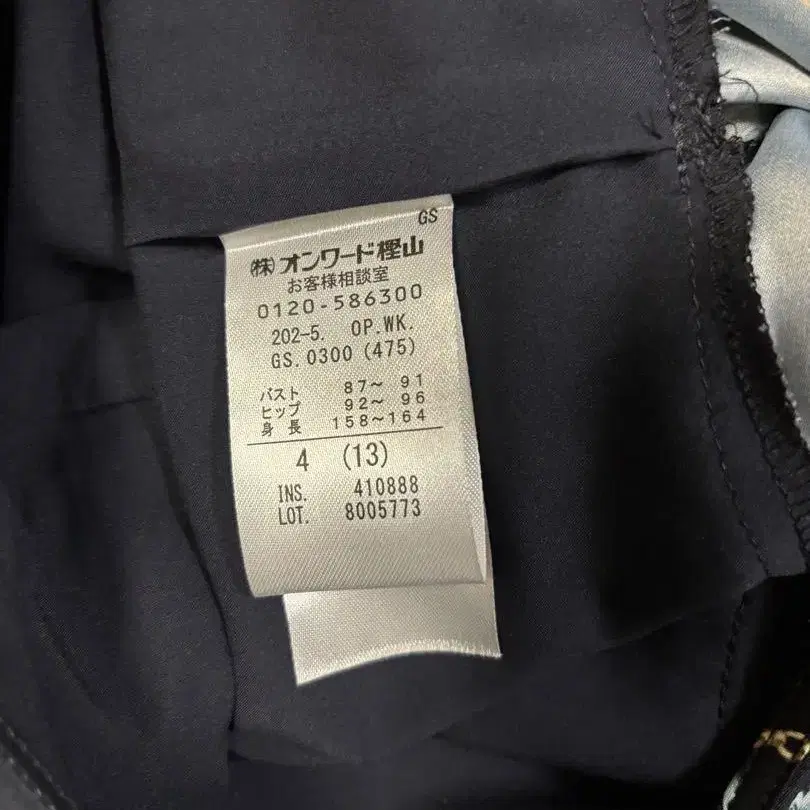 GS
㈱オンワード樫山
お客様相談室
0120-586300
202-5. OP.WK.
GS.0300 (475)
バスト 87～ 91
ヒップ 92～ 96
身長 158～164
4 (13)
INS. 410888
LOT. 8005773